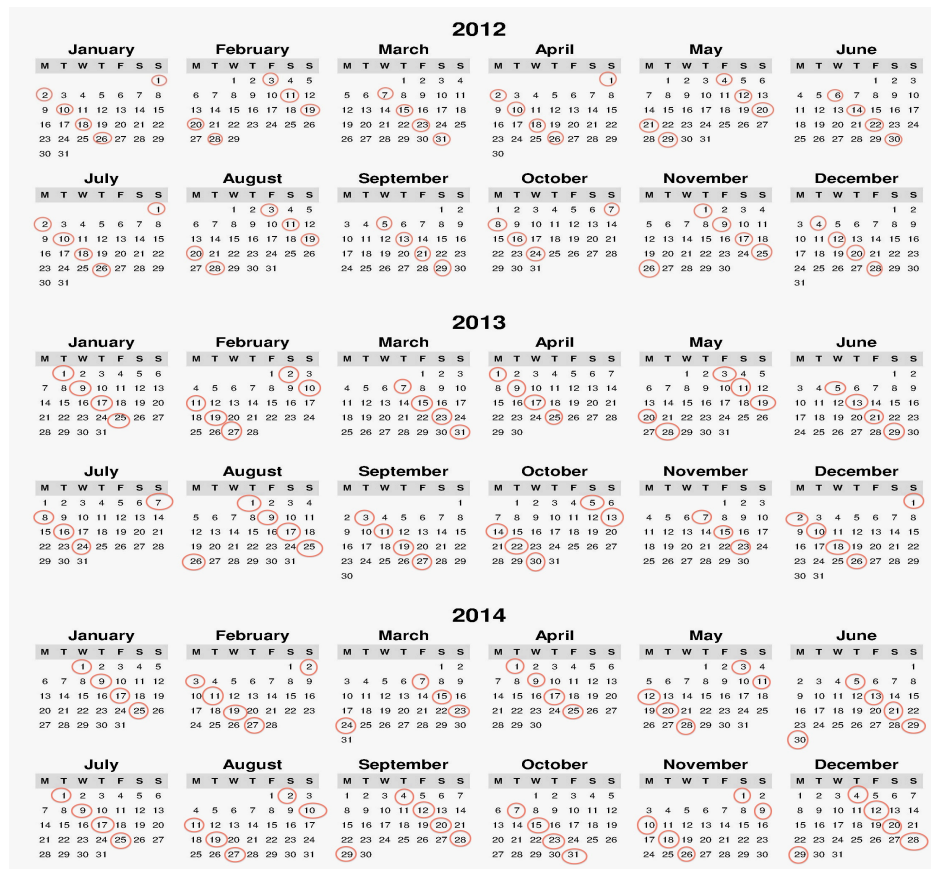 2012
January
M T W T F S S
1
2 3 4 5 6 7 8
9 10 11 12 13 14 15
16 17 18 19 20 21 22
23 24 25 26 27 28 29
30 31
February
M T W T F S S
1 2 3 4 5
6 7 8 9 10 11 12
13 14 15 16 17 18 19
20 21 22 23 24 25 26
27 28 29
March
M T W T F S S
1 2 3 4
5 6 7 8 9 10 11
12 13 14 15 16 17 18
19 20 21 22 23 24 25
26 27 28 29 30 31
April
M T W T F S S
1
2 3 4 5 6 7 8
9 10 11 12 13 14 15
16 17 18 19 20 21 22
23 24 25 26 27 28 29
30
May
M T W T F S S
1 2 3 4 5 6
7 8 9 10 11 12 13
14 15 16 17 18 19 20
21 22 23 24 25 26 27
28 29 30 31
June
M T W T F S S
1 2 3
4 5 6 7 8 9 10
11 12 13 14 15 16 17
18 19 20 21 22 23 24
25 26 27 28 29 30
July
M T W T F S S
1
2 3 4 5 6 7 8
9 10 11 12 13 14 15
16 17 18 19 20 21 22
23 24 25 26 27 28 29
30 31
August
M T W T F S S
1 2 3 4 5
6 7 8 9 10 11 12
13 14 15 16 17 18 19
20 21 22 23 24 25 26
27 28 29 30 31
September
M T W T F S S
1 2
3 4 5 6 7 8 9
10 11 12 13 14 15 16
17 18 19 20 21 22 23
24 25 26 27 28 29 30
October
M T W T F S S
1 2 3 4 5 6 7
8 9 10 11 12 13 14
15 16 17 18 19 20 21
22 23 24 25 26 27 28
29 30 31
November
M T W T F S S
1 2 3 4
5 6 7 8 9 10 11
12 13 14 15 16 17 18
19 20 21 22 23 24 25
26 27 28 29 30
December
M T W T F S S
1 2
3 4 5 6 7 8 9
10 11 12 13 14 15 16
17 18 19 20 21 22 23
24 25 26 27 28 29 30
31
2013
January
M T W T F S S
1 2 3 4 5 6
7 8 9 10 11 12 13
14 15 16 17 18 19 20
21 22 23 24 25 26 27
28 29 30 31
February
M T W T F S S
1 2 3
4 5 6 7 8 9 10
11 12 13 14 15 16 17
18 19 20 21 22 23 24
25 26 27 28
March
M T W T F S S
1 2 3
4 5 6 7 8 9 10
11 12 13 14 15 16 17
18 19 20 21 22 23 24
25 26 27 28 29 30 31
April
M T W T F S S
1 2 3 4 5 6 7
8 9 10 11 12 13 14
15 16 17 18 19 20 21
22 23 24 25 26 27 28
29 30
May
M T W T F S S
1 2 3 4 5
6 7 8 9 10 11 12
13 14 15 16 17 18 19
20 21 22 23 24 25 26
27 28 29 30 31
June
M T W T F S S
1 2
3 4 5 6 7 8 9
10 11 12 13 14 15 16
17 18 19 20 21 22 23
24 25 26 27 28 29 30
July
M T W T F S S
1 2 3 4 5 6 7
8 9 10 11 12 13 14
15 16 17 18 19 20 21
22 23 24 25 26 27 28
29 30 31
August
M T W T F S S
1 2 3 4
5 6 7 8 9 10 11
12 13 14 15 16 17 18
19 20 21 22 23 24 25
26 27 28 29 30 31
September
M T W T F S S
1
2 3 4 5 6 7 8
9 10 11 12 13 14 15
16 17 18 19 20 21 22
23 24 25 26 27 28 29
30
October
M T W T F S S
1 2 3 4 5 6
7 8 9 10 11 12 13
14 15 16 17 18 19 20
21 22 23 24 25 26 27
28 29 30 31
November
M T W T F S S
1 2 3
4 5 6 7 8 9 10
11 12 13 14 15 16 17
18 19 20 21 22 23 24
25 26 27 28 29 30
December
M T W T F S S
1
2 3 4 5 6 7 8
9 10 11 12 13 14 15
16 17 18 19 20 21 22
23 24 25 26 27 28 29
30 31
2014
January
M T W T F S S
1 2 3 4 5
6 7 8 9 10 11 12
13 14 15 16 17 18 19
20 21 22 23 24 25 26
27 28 29 30 31
February
M T W T F S S
1 2
3 4 5 6 7 8 9
10 11 12 13 14 15 16
17 18 19 20 21 22 23
24 25 26 27 28
March
M T W T F S S
1 2
3 4 5 6 7 8 9
10 11 12 13 14 15 16
17 18 19 20 21 22 23
24 25 26 27 28 29 30
31
April
M T W T F S S
1 2 3 4 5 6
7 8 9 10 11 12 13
14 15 16 17 18 19 20
21 22 23 24 25 26 27
28 29 30
May
M T W T F S S
1 2 3 4
5 6 7 8 9 10 11
12 13 14 15 16 17 18
19 20 21 22 23 24 25
26 27 28 29 30 31
June
M T W T F S S
1
2 3 4 5 6 7 8
9 10 11 12 13 14 15
16 17 18 19 20 21 22
23 24 25 26 27 28 29
30
July
M T W T F S S
1 2 3 4 5 6
7 8 9 10 11 12 13
14 15 16 17 18 19 20
21 22 23 24 25 26 27
28 29 30 31
August
M T W T F S S
1 2 3
4 5 6 7 8 9 10
11 12 13 14 15 16 17
18 19 20 21 22 23 24
25 26 27 28 29 30 31
September
M T W T F S S
1 2 3 4 5 6 7
8 9 10 11 12 13 14
15 16 17 18 19 20 21
22 23 24 25 26 27 28
29 30
October
M T W T F S S
1 2 3 4 5
6 7 8 9 10 11 12
13 14 15 16 17 18 19
20 21 22 23 24 25 26
27 28 29 30 31
November
M T W T F S S
1 2
3 4 5 6 7 8 9
10 11 12 13 14 15 16
17 18 19 20 21 22 23
24 25 26 27 28 29 30
December
M T W T F S S
1 2 3 4 5 6 7
8 9 10 11 12 13 14
15 16 17 18 19 20 21
22 23 24 25 26 27 28
29 30 31